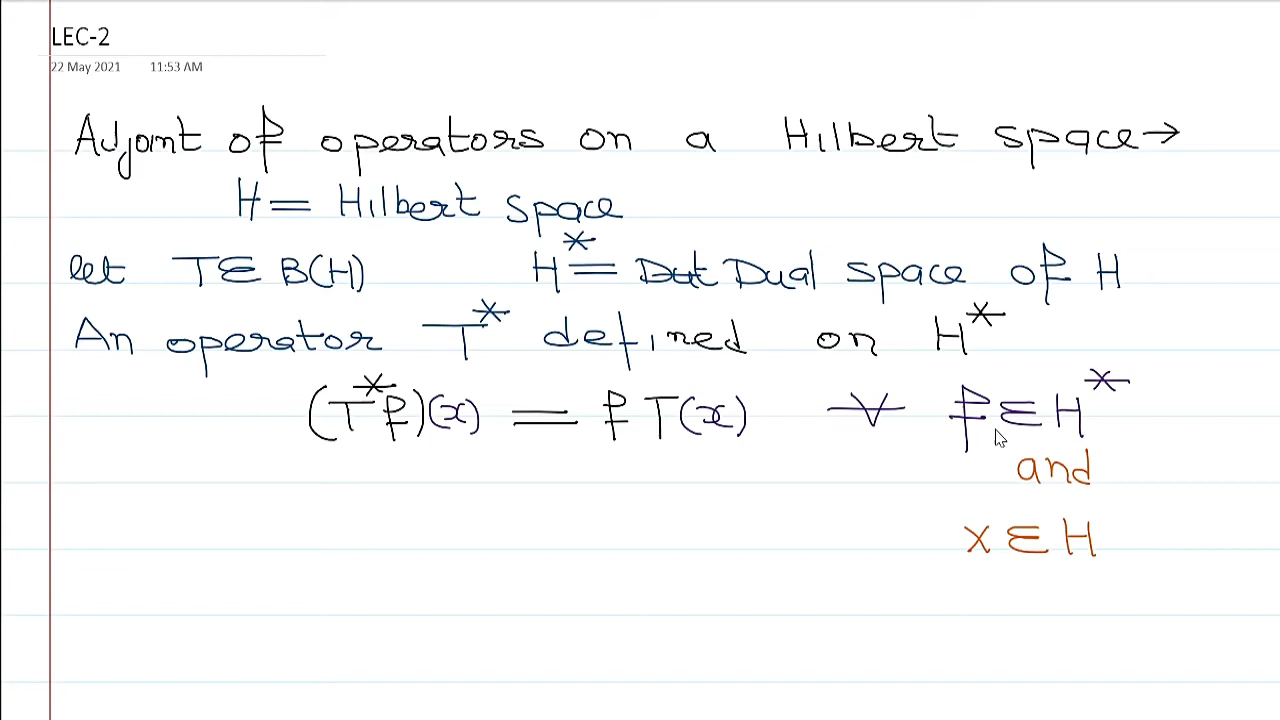 LEC-2
22 May 2021 11:53 AM
Adjoint of operators on a Hilbert space →
H = Hilbert space
let T ∈ B(H) H* = Dut Dual space of H
An operator T* defined on H*
(T*f)(x) = f T(x) ∀ f ∈ H*
and
x ∈ H